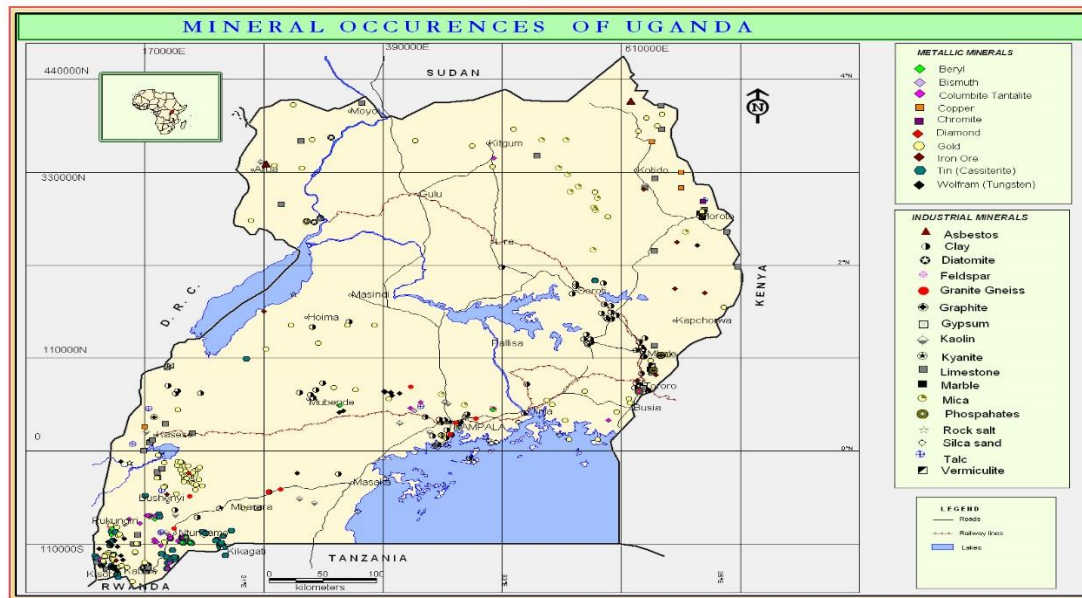 MINERAL OCCURENCES OF UGANDA
170000E
390000E
610000E
440000N
SUDAN
4°N
Moyo
Kitgum
Arua
330000N
Kotido
Gulu
Moroto
Lira
2°N
D. R. C.
KENYA
Masindi
Soroti
Hoima
Kapchorwa
Pallisa
110000N
Mbale
Mubende
Tororo
Jinja
Busia
KAMPALA
0
Kasese
0°N
Masaka
Bushenyi
Mbarara
Rukungiri
Ntungamo
Kikagati
110000S
TANZANIA
Kabale
Kisoro
RWANDA
0
50
100
kilometers
N
METALLIC MINERALS
Beryl
Bismuth
Columbite Tantalite
Copper
Chromite
Diamond
Gold
Iron Ore
Tin (Cassiterite)
Wolfram (Tungsten)
INDUSTRIAL MINERALS
Asbestos
Clay
Diatomite
Feldspar
Granite Gneiss
Graphite
Gypsum
Kaolin
Kyanite
Limestone
Marble
Mica
Phospahates
Rock salt
Silca sand
Talc
Vermiculite
LEGEND
Roads
Railway lines
Lakes